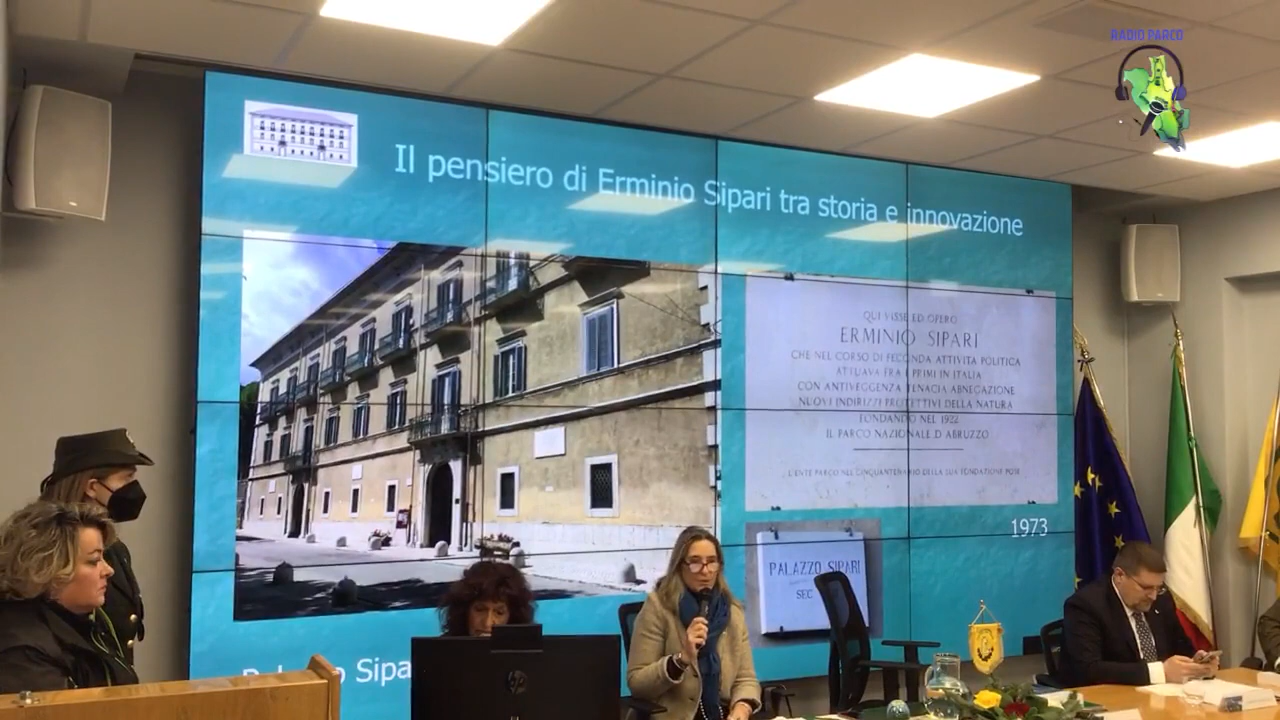 RADIO PARCO
Il pensiero di Erminio Sipari tra storia e innovazione
QUI VISSE ED OPERÒ
ERMINIO SIPARI
CHE NEL CORSO DI FECONDA ATTIVITÀ POLITICA
ATTUAVA FRA I PRIMI IN ITALIA
CON ANTIVEGGENZA TENACIA ABNEGAZIONE
NUOVI INDIRIZZI PROTETTIVI DELLA NATURA
FONDANDO NEL 1922
IL PARCO NAZIONALE D'ABRUZZO
L'ENTE PARCO NEL CINQUANTENARIO DELLA SUA FONDAZIONE POSE
1973
PALAZZO SIPARI
SEC
Palazzo Sipa
hp